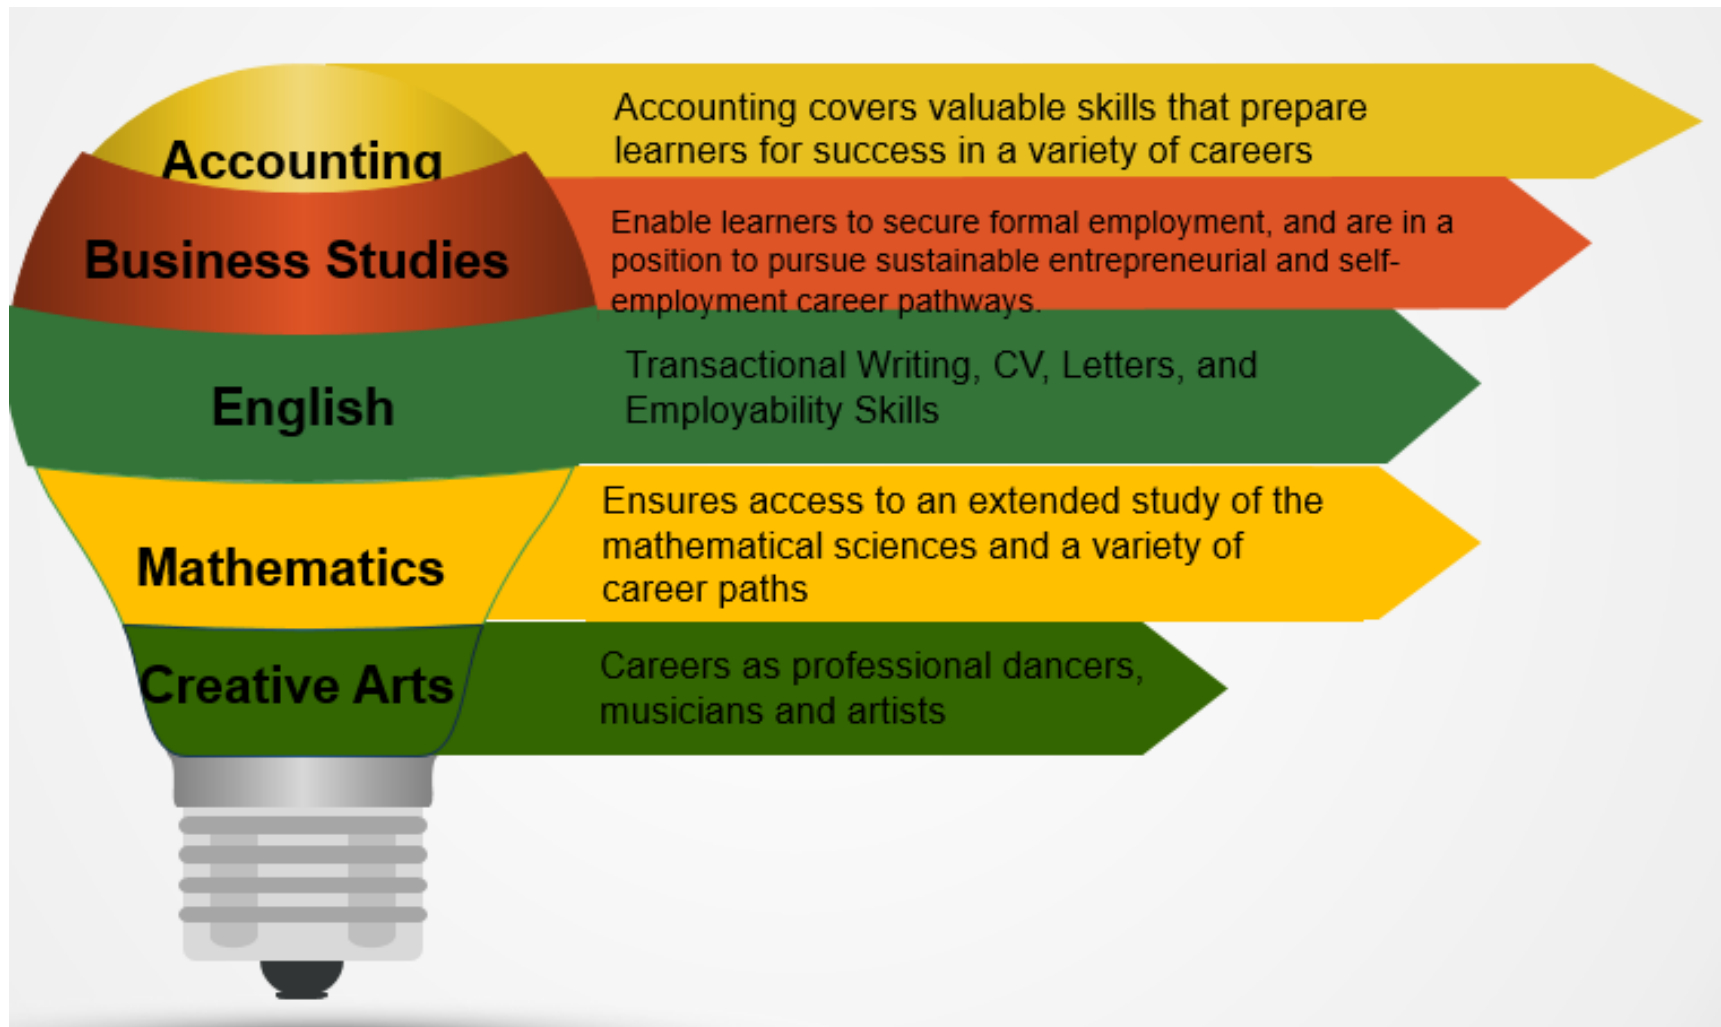 Accounting
Accounting covers valuable skills that prepare
learners for success in a variety of careers
Business Studies
Enable learners to secure formal employment, and are in a
position to pursue sustainable entrepreneurial and self-
employment career pathways.
English
Transactional Writing, CV, Letters, and
Employability Skills
Mathematics
Ensures access to an extended study of the
mathematical sciences and a variety of
career paths
Creative Arts
Careers as professional dancers,
musicians and artists